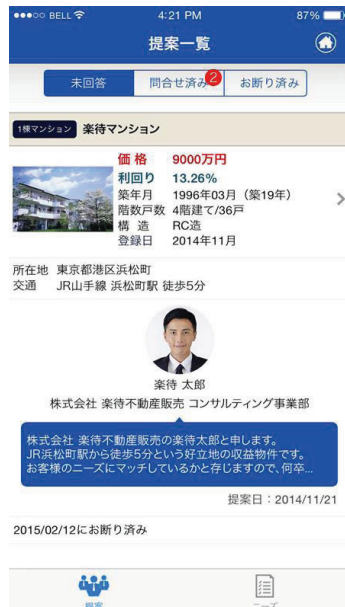 ●●●○○ BELL 4:21 PM 87%
提案一覧
未回答 問合せ済み 2 お断り済み
1棟マンション 楽待マンション
価 格 9000万円
利回り 13.26%
築年月 1996年03月（築19年）
階数戸数 4階建て/36戸
構 造 RC造
登録日 2014年11月
所在地 東京都港区浜松町
交通 JR山手線 浜松町駅 徒歩5分
楽待 太郎
株式会社 楽待不動産販売 コンサルティング事業部
株式会社 楽待不動産販売の楽待太郎と申します。
JR浜松町駅から徒歩5分という好立地の収益物件です。
お客様のニーズにマッチしているかと存じますので、何卒...
提案日：2014/11/21
2015/02/12にお断り済み
提案 ニーズ